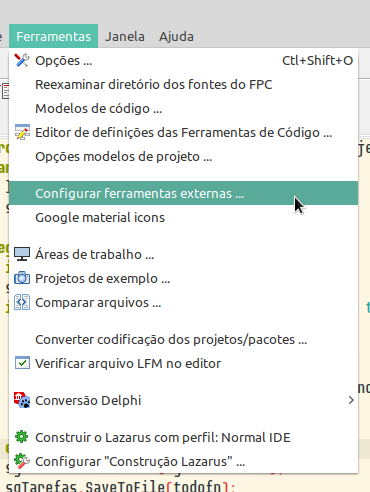 Ferramentas Janela Ajuda
Opções ... Ctl+Shift+O
Reexaminar diretório dos fontes do FPC
Modelos de código ...
Editor de definições das Ferramentas de Código ...
Opções modelos de projeto ...
Configurar ferramentas externas ...
Google material icons
Áreas de trabalho ...
Projetos de exemplo ...
Comparar arquivos ...
Converter codificação dos projetos/pacotes ...
Verificar arquivo LFM no editor
Conversão Delphi
Construir o Lazarus com perfil: Normal IDE
Configurar "Construção Lazarus" ...
sgTarefas.SaveToFile(todofn);